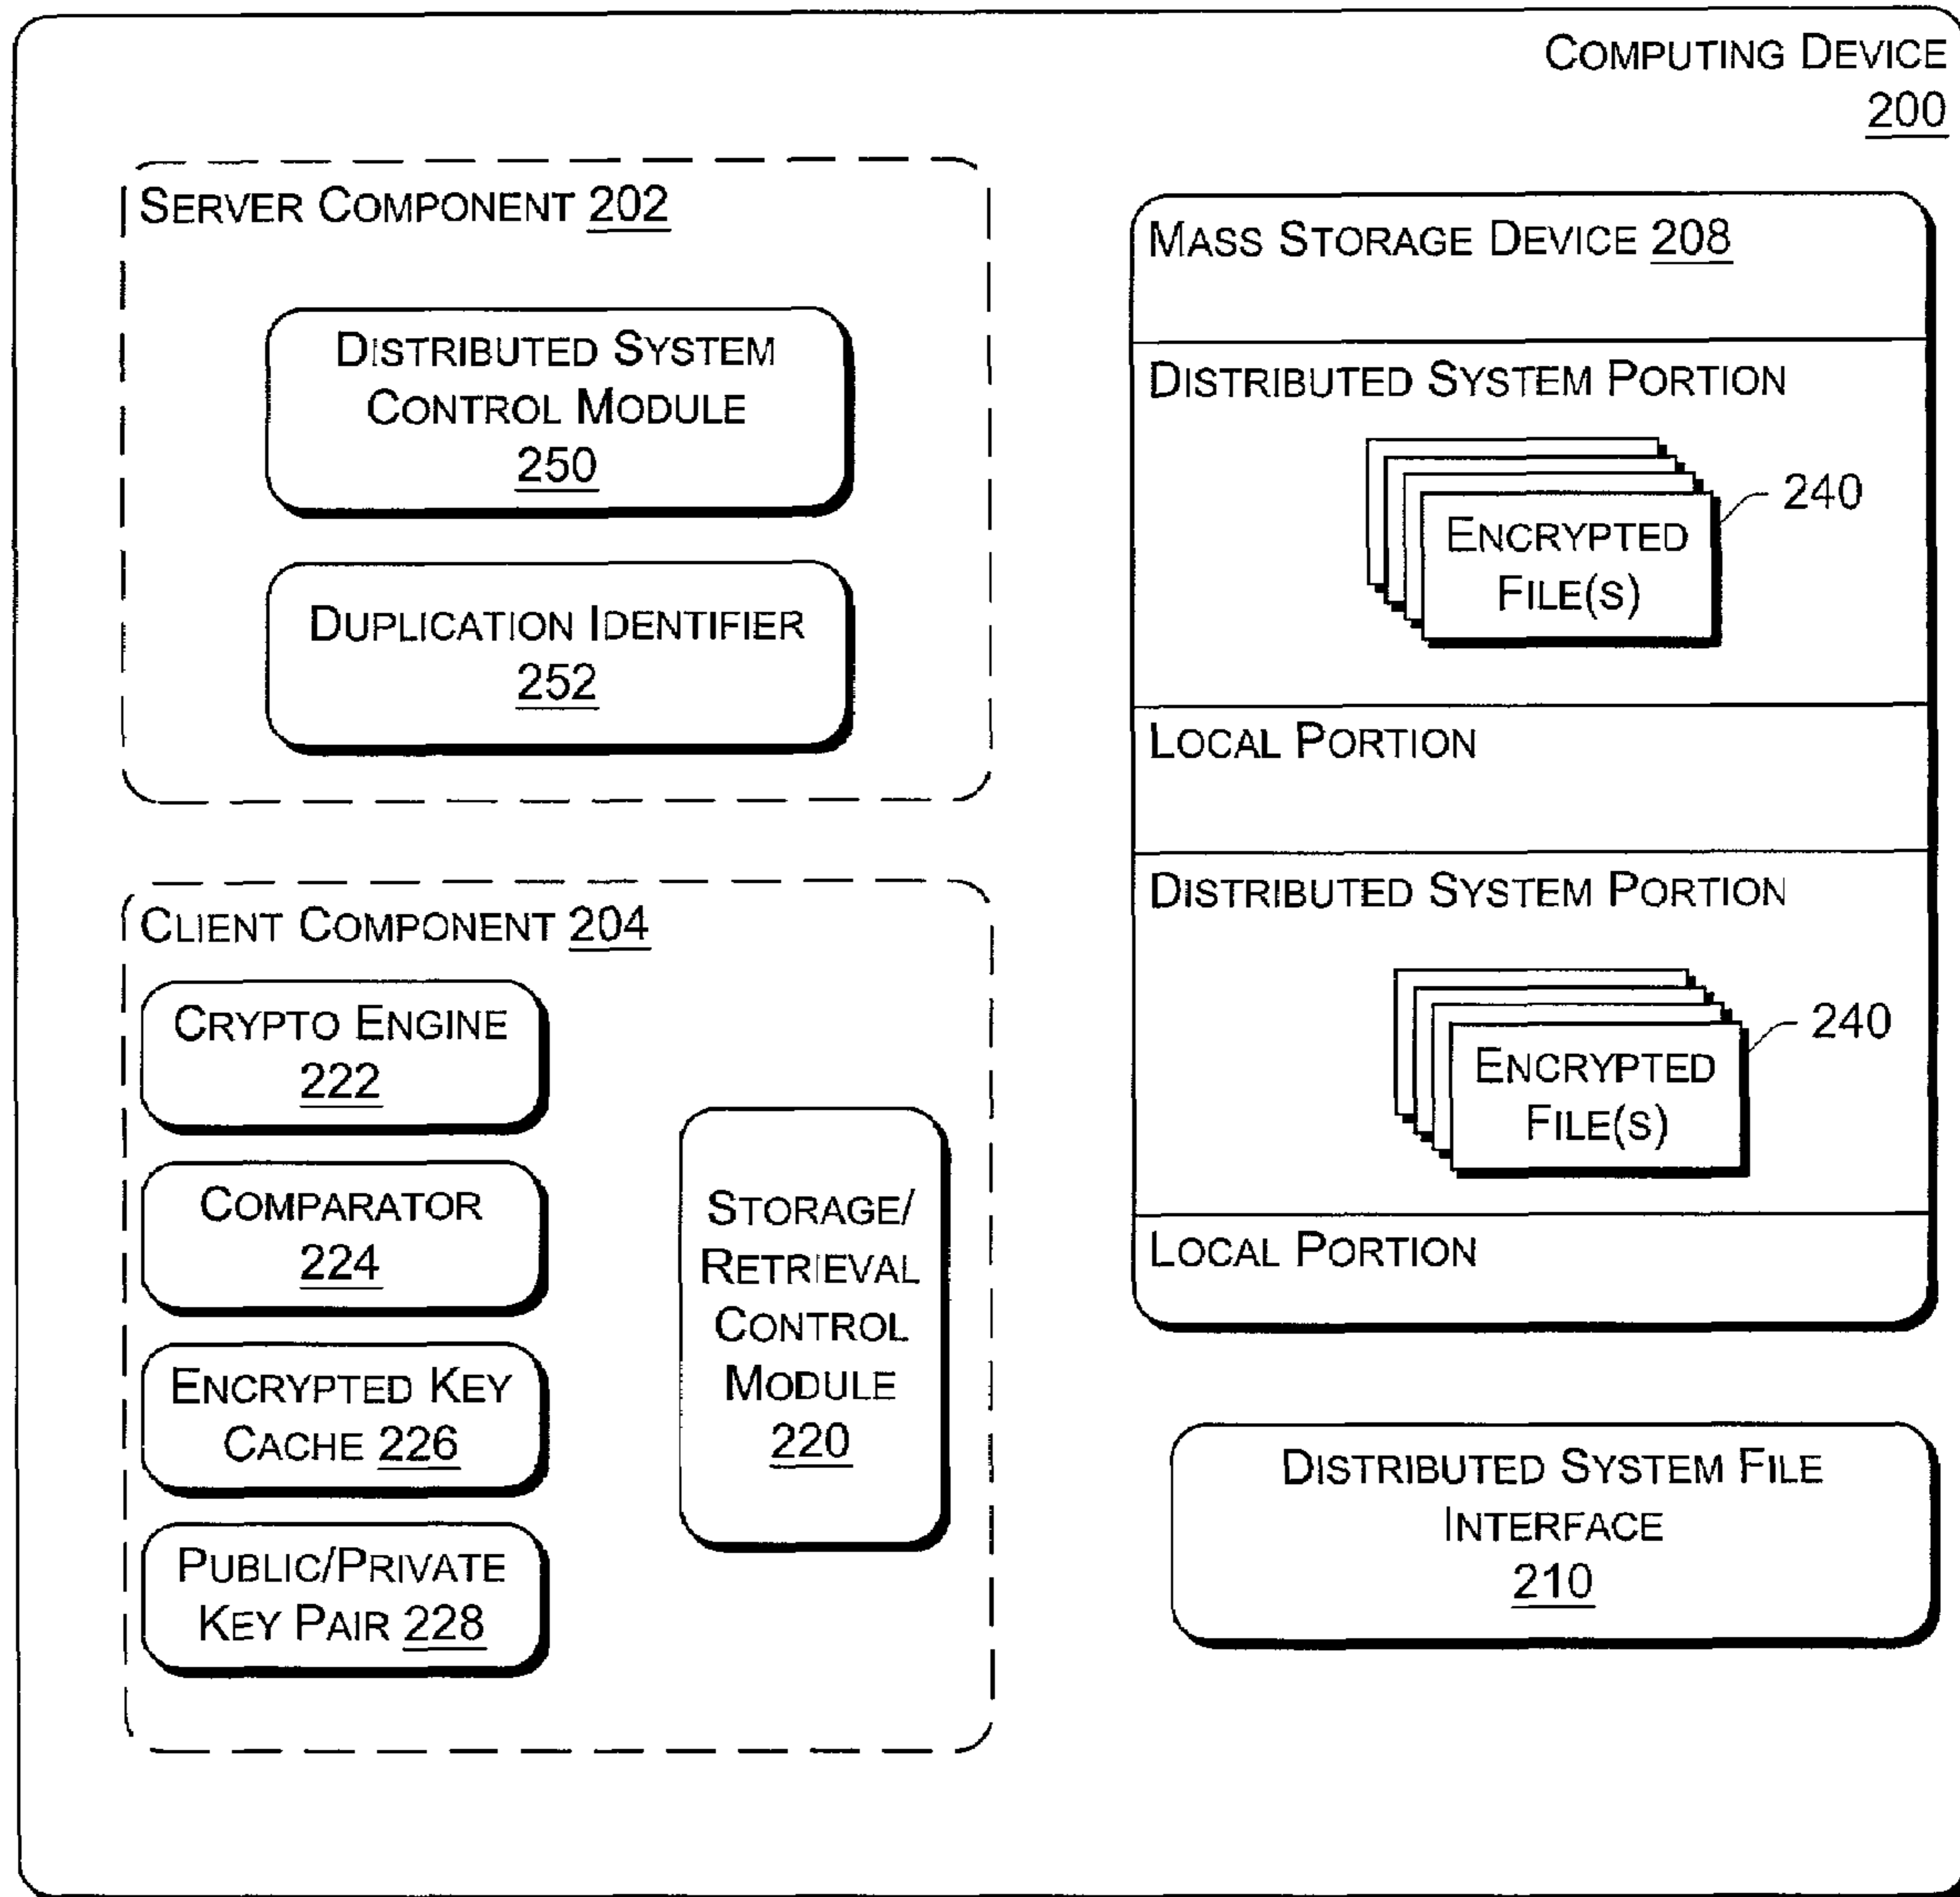 COMPUTING DEVICE
200
SERVER COMPONENT 202
DISTRIBUTED SYSTEM
CONTROL MODULE
250
DUPLICATION IDENTIFIER
252
CLIENT COMPONENT 204
CRYPTO ENGINE
222
COMPARATOR
224
ENCRYPTED KEY
CACHE 226
PUBLIC/PRIVATE
KEY PAIR 228
STORAGE/
RETRIEVAL
CONTROL
MODULE
220
MASS STORAGE DEVICE 208
DISTRIBUTED SYSTEM PORTION
240
ENCRYPTED
FILE(S)
LOCAL PORTION
DISTRIBUTED SYSTEM PORTION
240
ENCRYPTED
FILE(S)
LOCAL PORTION
DISTRIBUTED SYSTEM FILE
INTERFACE
210